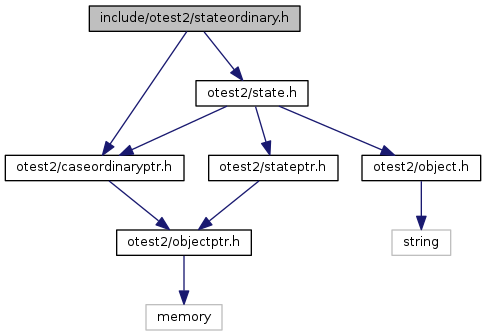 include/otest2/stateordinary.h
otest2/state.h
otest2/caseordinaryptr.h
otest2/stateptr.h
otest2/object.h
otest2/objectptr.h
string
memory